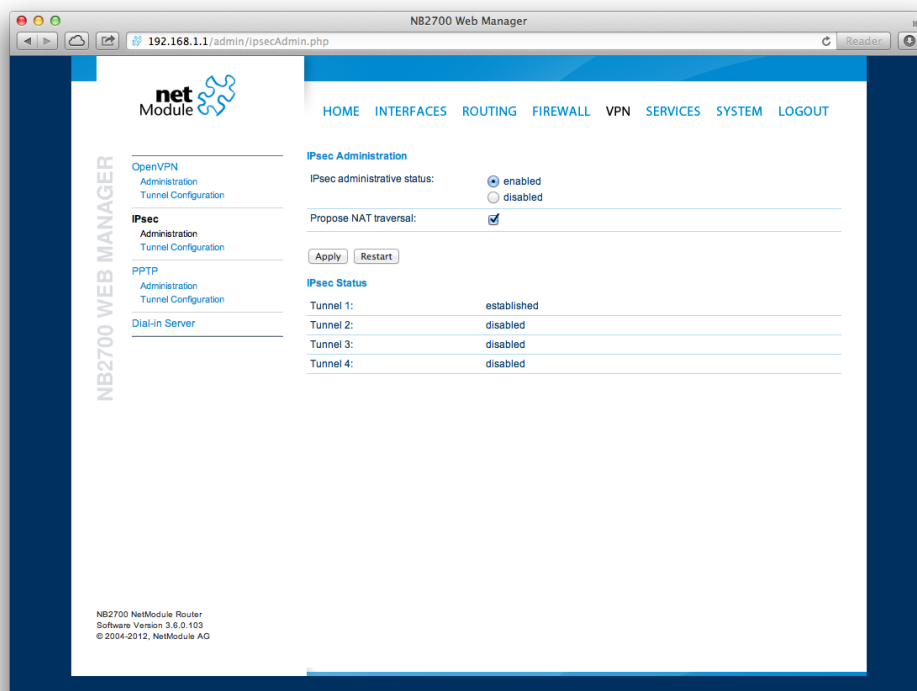 NB2700 Web Manager
192.168.1.1/admin/ipsecAdmin.php
Reader
net
Module
HOME INTERFACES ROUTING FIREWALL VPN SERVICES SYSTEM LOGOUT
NB2700 WEB MANAGER
OpenVPN
Administration
Tunnel Configuration
IPsec
Administration
Tunnel Configuration
PPTP
Administration
Tunnel Configuration
Dial-in Server
IPsec Administration
IPsec administrative status:
enabled
disabled
Propose NAT traversal:
Apply Restart
IPsec Status
Tunnel 1: established
Tunnel 2: disabled
Tunnel 3: disabled
Tunnel 4: disabled
NB2700 NetModule Router
Software Version 3.6.0.103
© 2004-2012, NetModule AG